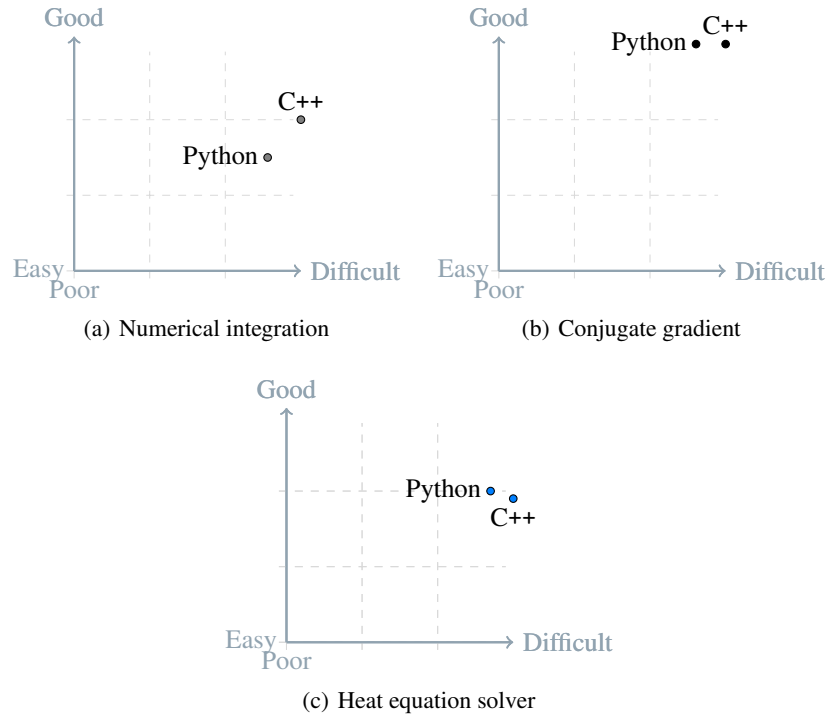 Good
C++
Python
Easy
Difficult
Poor
(a) Numerical integration
Good
C++
Python
Easy
Difficult
Poor
(b) Conjugate gradient
Good
Python
C++
Easy
Difficult
Poor
(c) Heat equation solver